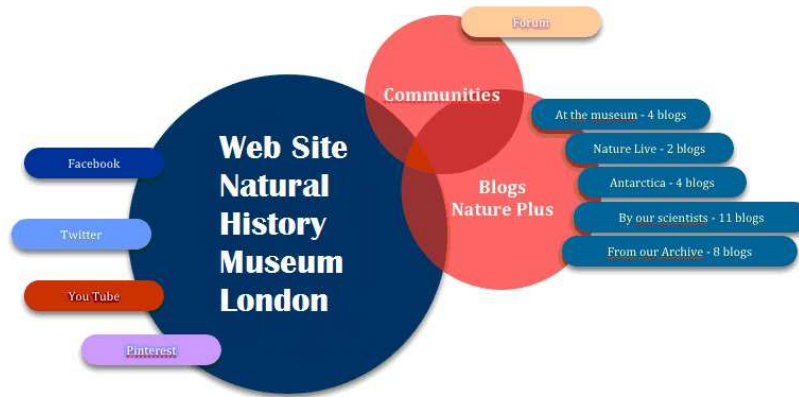 Forum
Communities
Web Site
Natural
History
Museum
London
Facebook
Twitter
You Tube
Pinterest
Blogs
Nature Plus
At the museum - 4 blogs
Nature Live - 2 blogs
Antarctica - 4 blogs
By our scientists - 11 blogs
From our Archive - 8 blogs